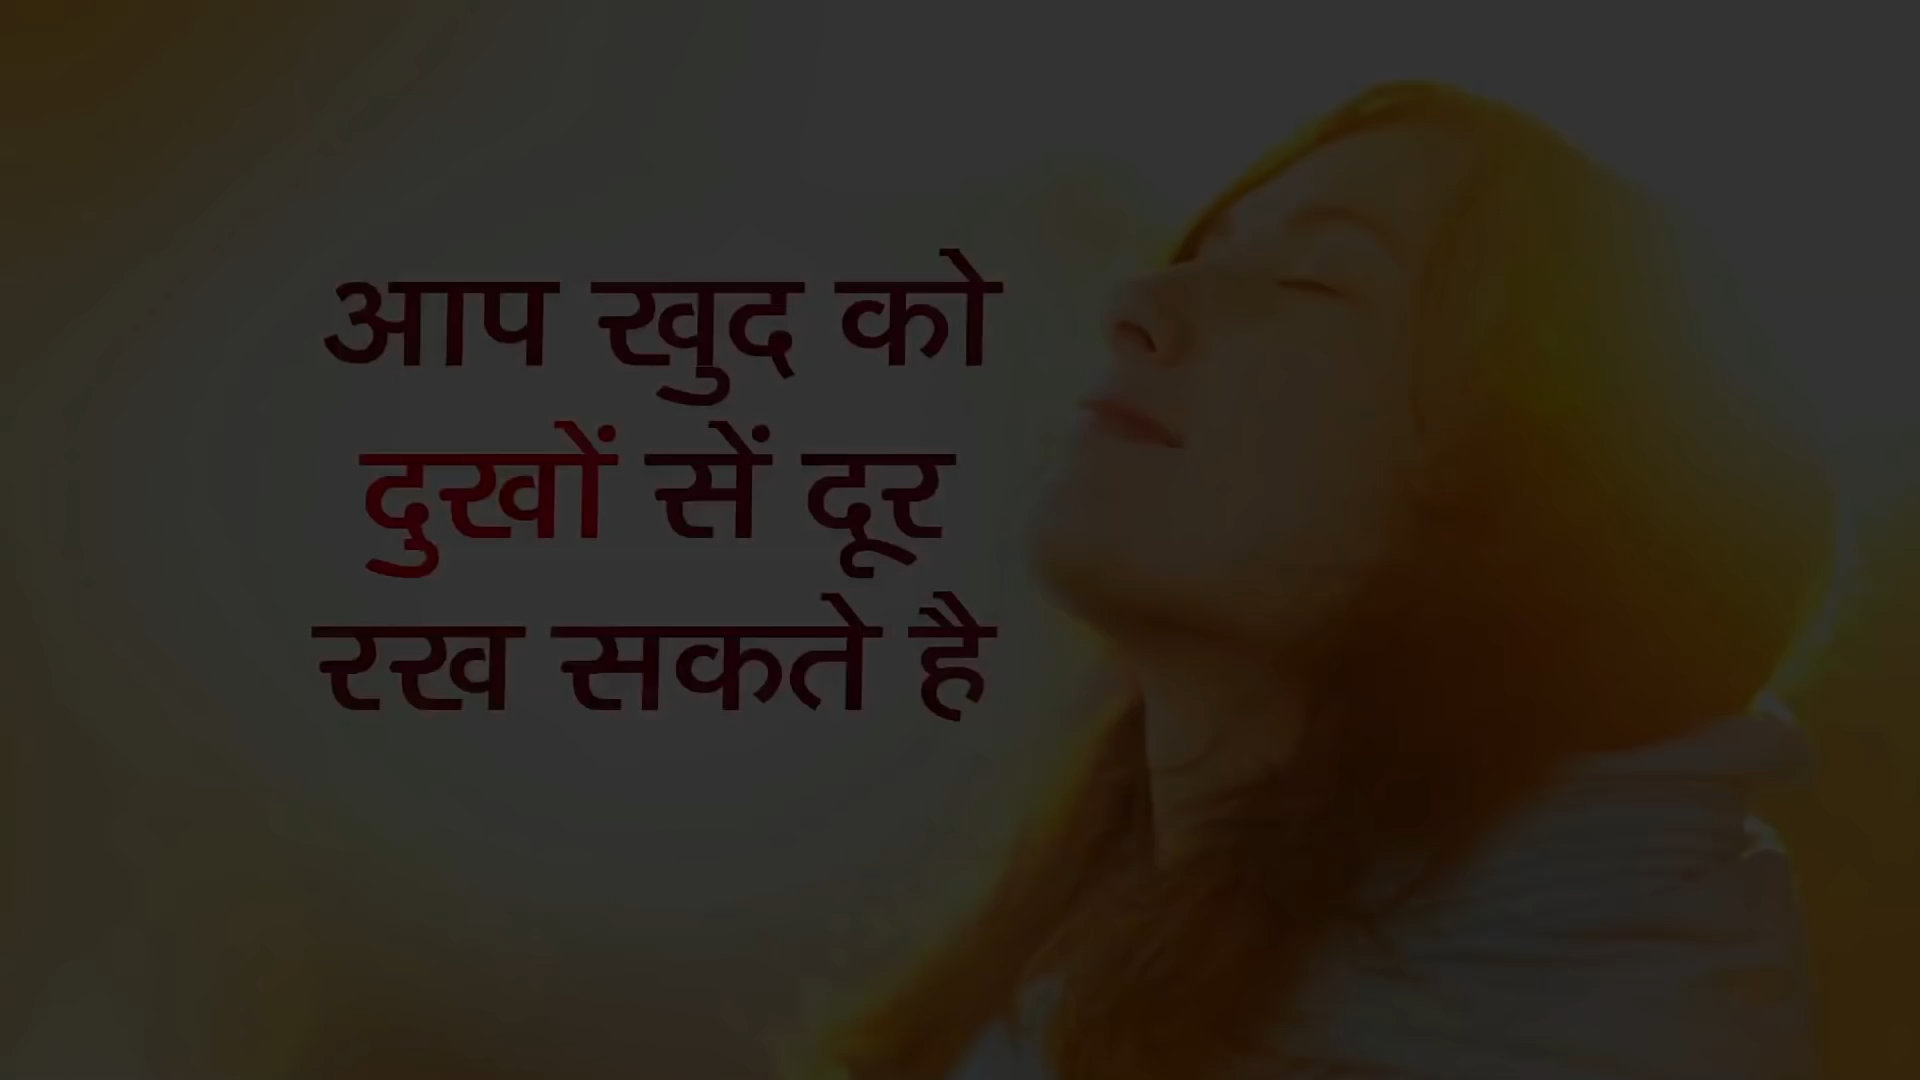 आप खुद को
दुखों सें दूर
रख सकते है